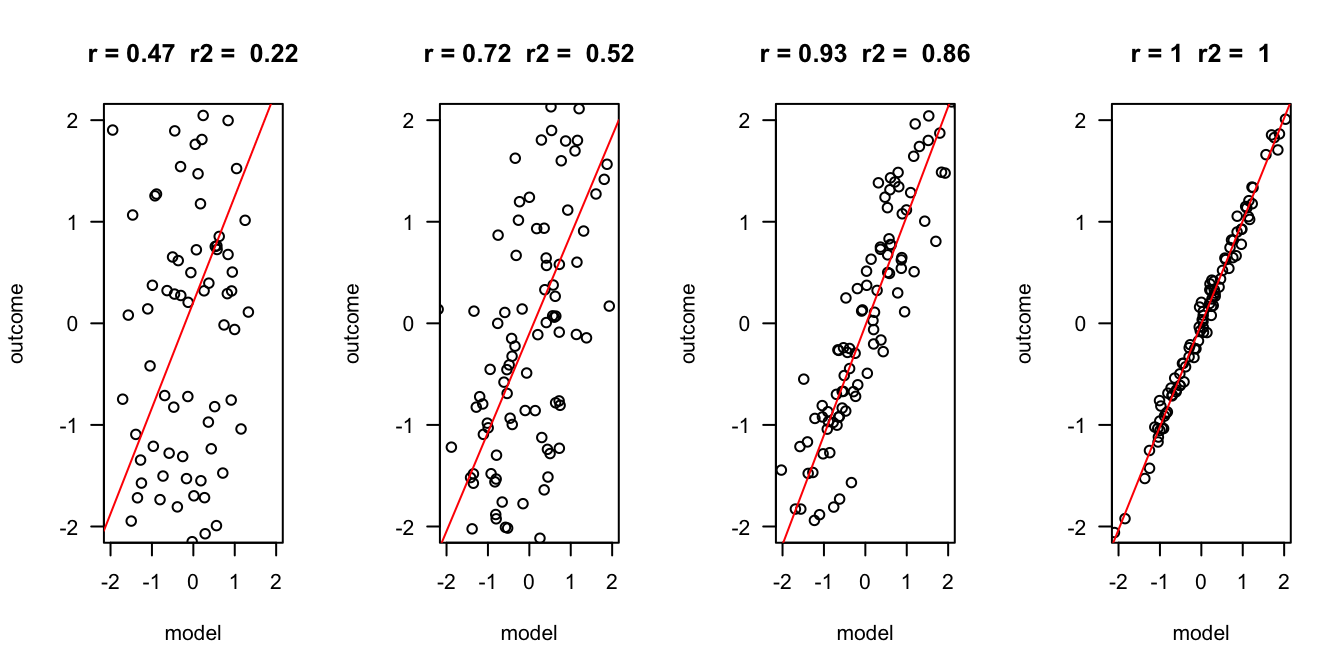 r = 0.47  r2 =  0.22
outcome
2
1
0
-1
-2
-2 -1 0 1 2
model
r = 0.72  r2 =  0.52
outcome
2
1
0
-1
-2
-2 -1 0 1 2
model
r = 0.93  r2 =  0.86
outcome
2
1
0
-1
-2
-2 -1 0 1 2
model
r = 1  r2 =  1
outcome
2
1
0
-1
-2
-2 -1 0 1 2
model